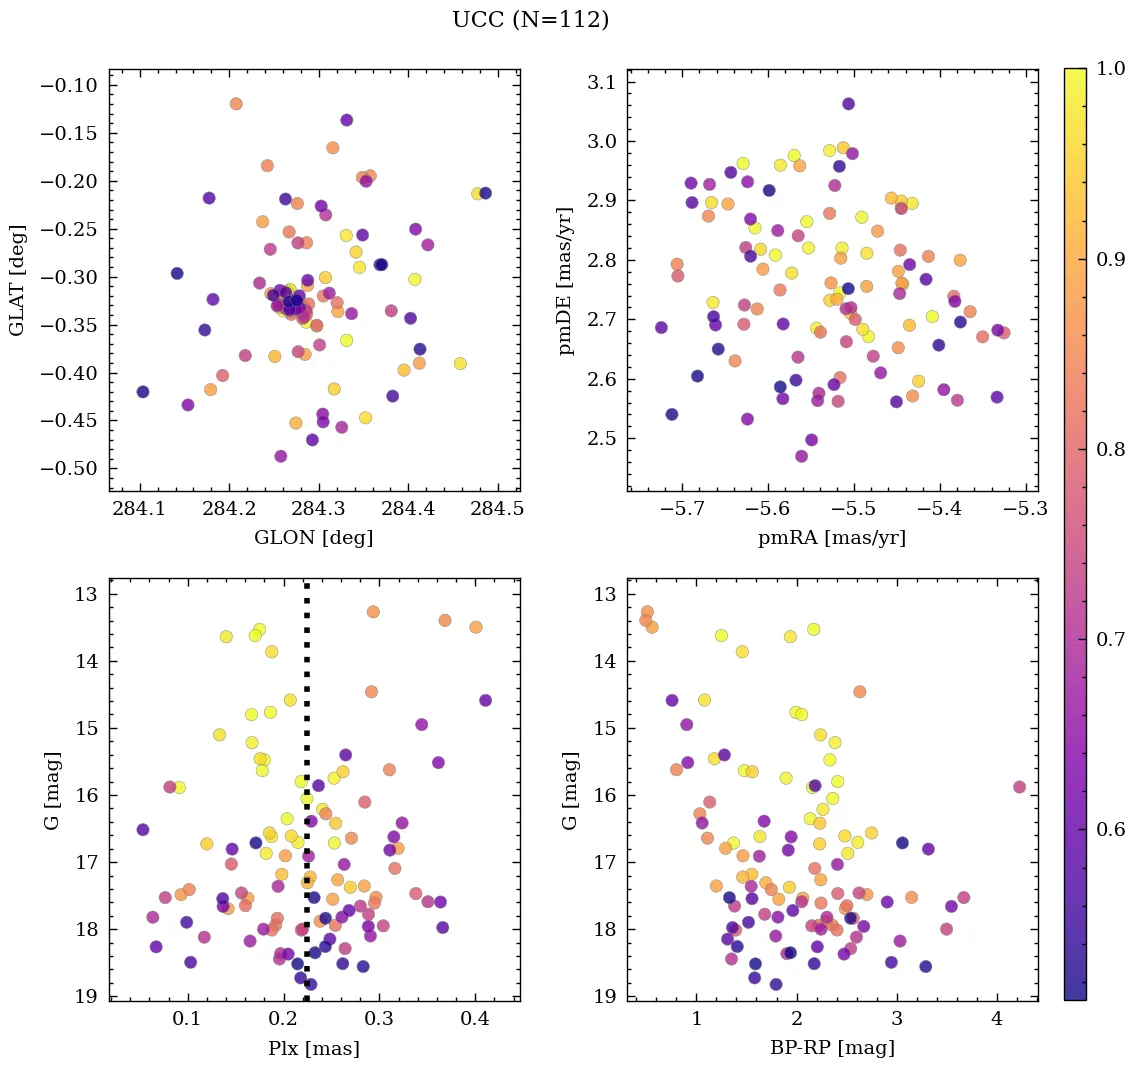 UCC (N=112)
−0.10
−0.15
−0.20
−0.25
−0.30
−0.35
−0.40
−0.45
−0.50
GLAT [deg]
284.1 284.2 284.3 284.4 284.5
GLON [deg]
3.1
3.0
2.9
2.8
2.7
2.6
2.5
pmDE [mas/yr]
−5.7 −5.6 −5.5 −5.4 −5.3
pmRA [mas/yr]
13
14
15
16
17
18
19
G [mag]
0.1 0.2 0.3 0.4
Plx [mas]
13
14
15
16
17
18
19
G [mag]
1 2 3 4
BP-RP [mag]
1.0
0.9
0.8
0.7
0.6